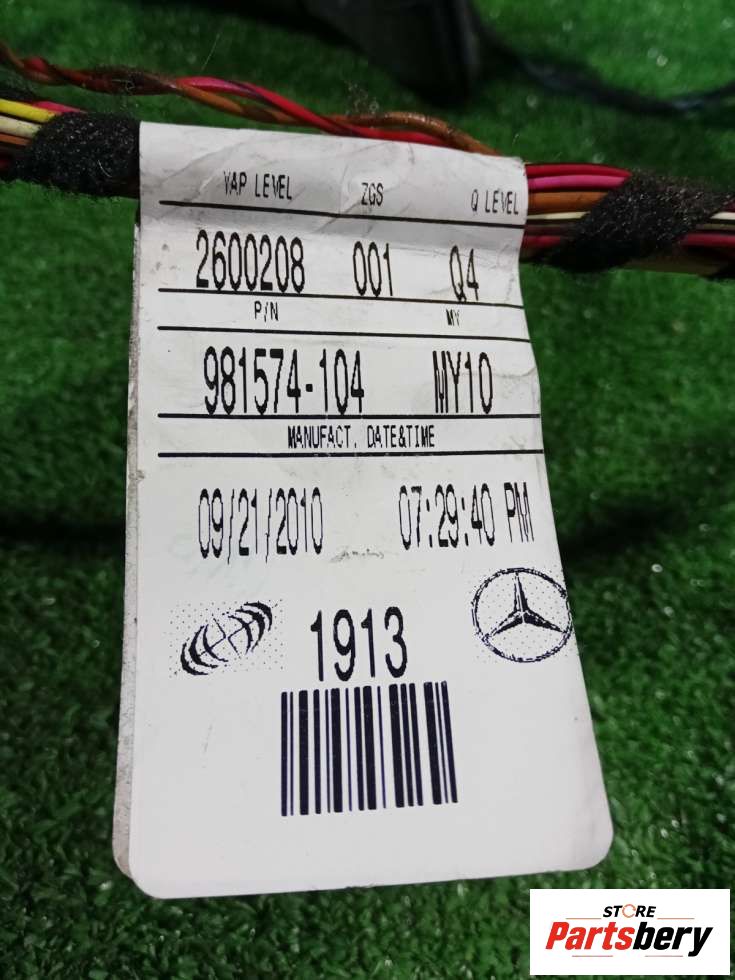 VAP LEVEL ZGS Q LEVEL
2600208 001 Q4
P/N MY
981574-104 MY10
MANUFACT. DATE&TIME
09/21/2010 07:29:40 PM
1913
STORE
Partsbery